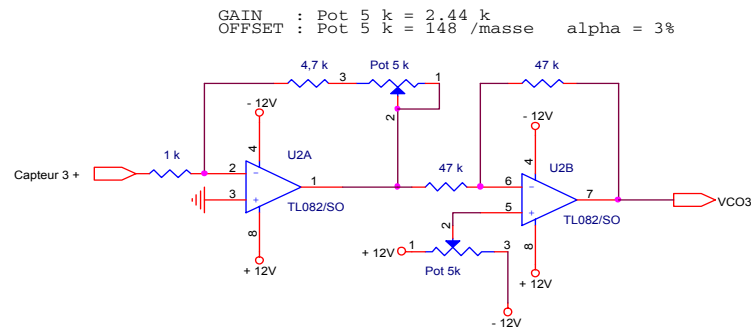 GAIN : Pot 5 k = 2.44 k
OFFSET : Pot 5 k = 148 /masse alpha = 3%
4,7 k 3 Pot 5 k 1 47 k
2
- 12V - 12V
1 k 4 U2A 47 k 4 U2B
Capteur 3 + 2 1 6 7 VCO3
3 5
TL082/SO TL082/SO
8 2 8
+ 12V 1 3
Pot 5k
+ 12V + 12V
- 12V